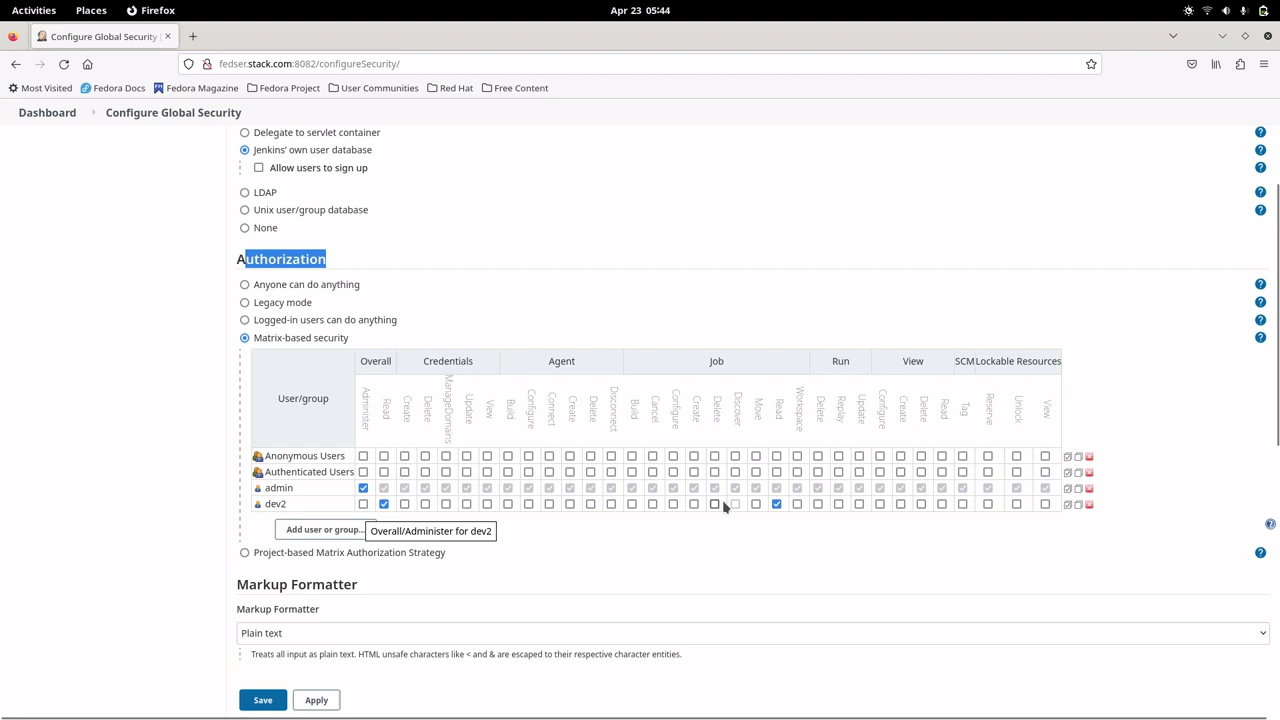 Activities Places Firefox Apr 23 05:44
Configure Global Security [
fedser.stack.com:8082/configureSecurity/
Most Visited Fedora Docs Fedora Magazine Fedora Project User Communities Red Hat Free Content
Dashboard Configure Global Security
Delegate to servlet container
Jenkins' own user database
Allow users to sign up
LDAP
Unix user/group database
None
Authorization
Anyone can do anything
Legacy mode
Logged-in users can do anything
Matrix-based security
User/group Overall Credentials Agent Job Run View SCM Lockable Resources
Administer Read Create Delete ManageDomains Update View Build Configure Connect Create Delete Disconnect Build Cancel Configure Create Delete Discover Move Read Workspace Delete Replay Update Configure Create Delete Read Tag Reserve Unlock View
Anonymous Users
Authenticated Users
admin
dev2
Add user or group...
Overall/Administer for dev2
Project-based Matrix Authorization Strategy
Markup Formatter
Markup Formatter
Plain text
Treats all input as plain text. HTML unsafe characters like < and & are escaped to their respective character entities.
Save Apply